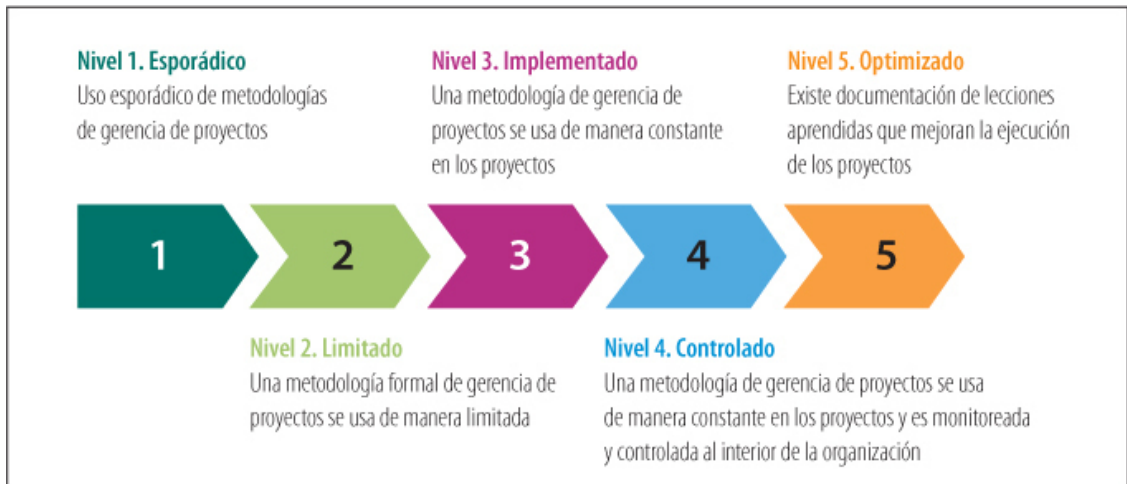 Nivel 1. Esporádico
Uso esporádico de metodologías
de gerencia de proyectos
Nivel 3. Implementado
Una metodología de gerencia de
proyectos se usa de manera constante
en los proyectos
Nivel 5. Optimizado
Existe documentación de lecciones
aprendidas que mejoran la ejecución
de los proyectos
1
2
3
4
5
Nivel 2. Limitado
Una metodología formal de gerencia de
proyectos se usa de manera limitada
Nivel 4. Controlado
Una metodología de gerencia de proyectos se usa
de manera constante en los proyectos y es monitoreada
y controlada al interior de la organización